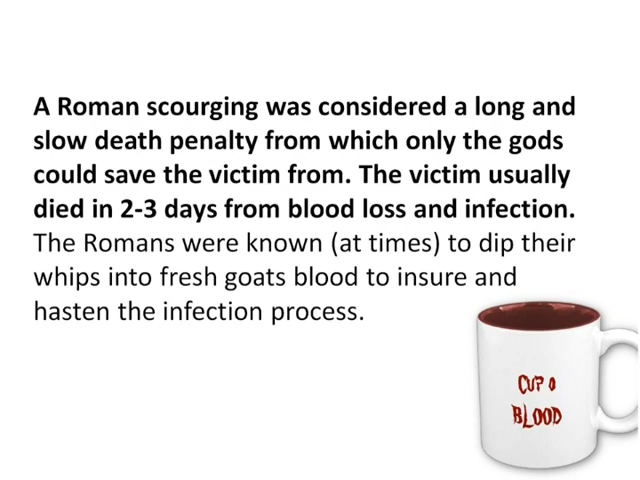 A Roman scourging was considered a long and
slow death penalty from which only the gods
could save the victim from. The victim usually
died in 2-3 days from blood loss and infection.
The Romans were known (at times) to dip their
whips into fresh goats blood to insure and
hasten the infection process.
CUP O
BLOOD